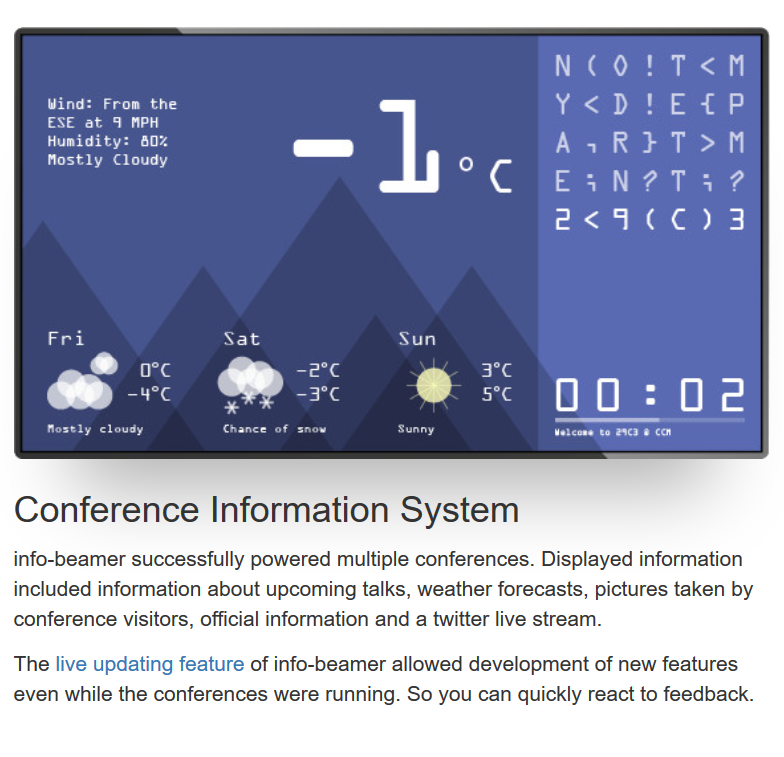 Wind: From the
ESE at 9 MPH
Humidity: 80%
Mostly Cloudy
-1°C
N(O!T<M
Y<D!E{P
A,R}T>M
E;N?T;?
2<9(C)3
Fri
0°C
-4°C
Mostly cloudy
Sat
-2°C
-3°C
Chance of snow
Sun
3°C
5°C
Sunny
00:02
Welcome to 29C3 @ CCH
Conference Information System
info-beamer successfully powered multiple conferences. Displayed information
included information about upcoming talks, weather forecasts, pictures taken by
conference visitors, official information and a twitter live stream.
The live updating feature of info-beamer allowed development of new features
even while the conferences were running. So you can quickly react to feedback.